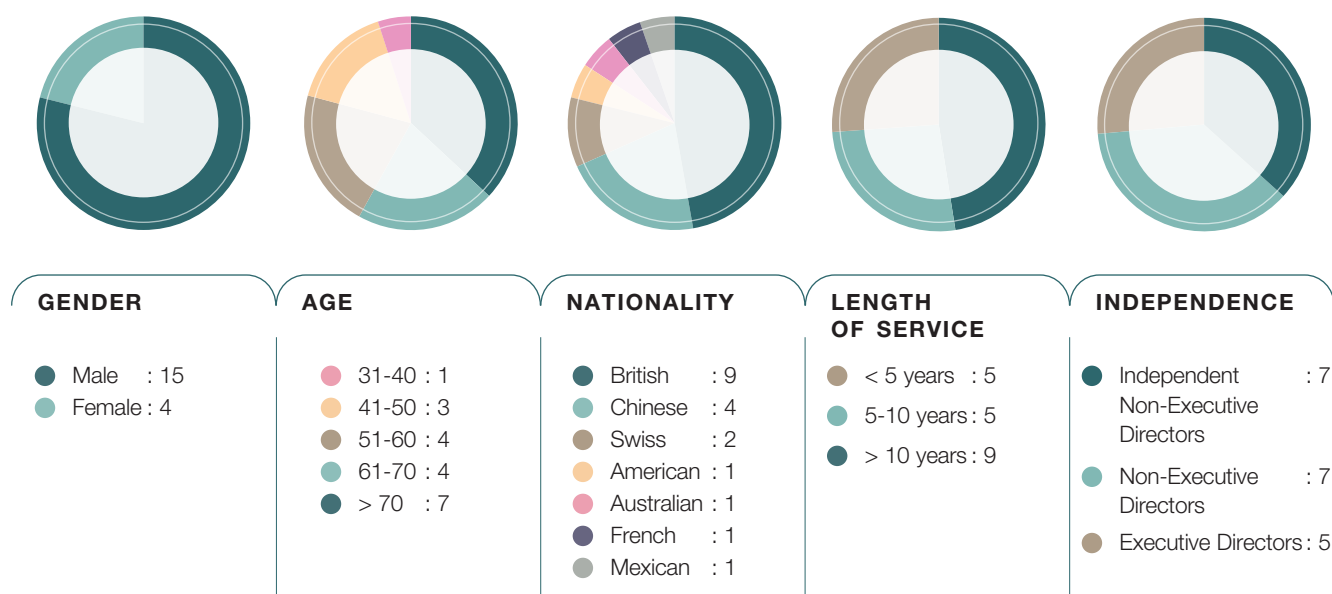 GENDER
Male : 15
Female : 4
AGE
31-40 : 1
41-50 : 3
51-60 : 4
61-70 : 4
> 70 : 7
NATIONALITY
British : 9
Chinese : 4
Swiss : 2
American : 1
Australian : 1
French : 1
Mexican : 1
LENGTH
OF SERVICE
< 5 years : 5
5-10 years : 5
> 10 years : 9
INDEPENDENCE
Independent : 7
Non-Executive
Directors
Non-Executive : 7
Directors
Executive Directors : 5